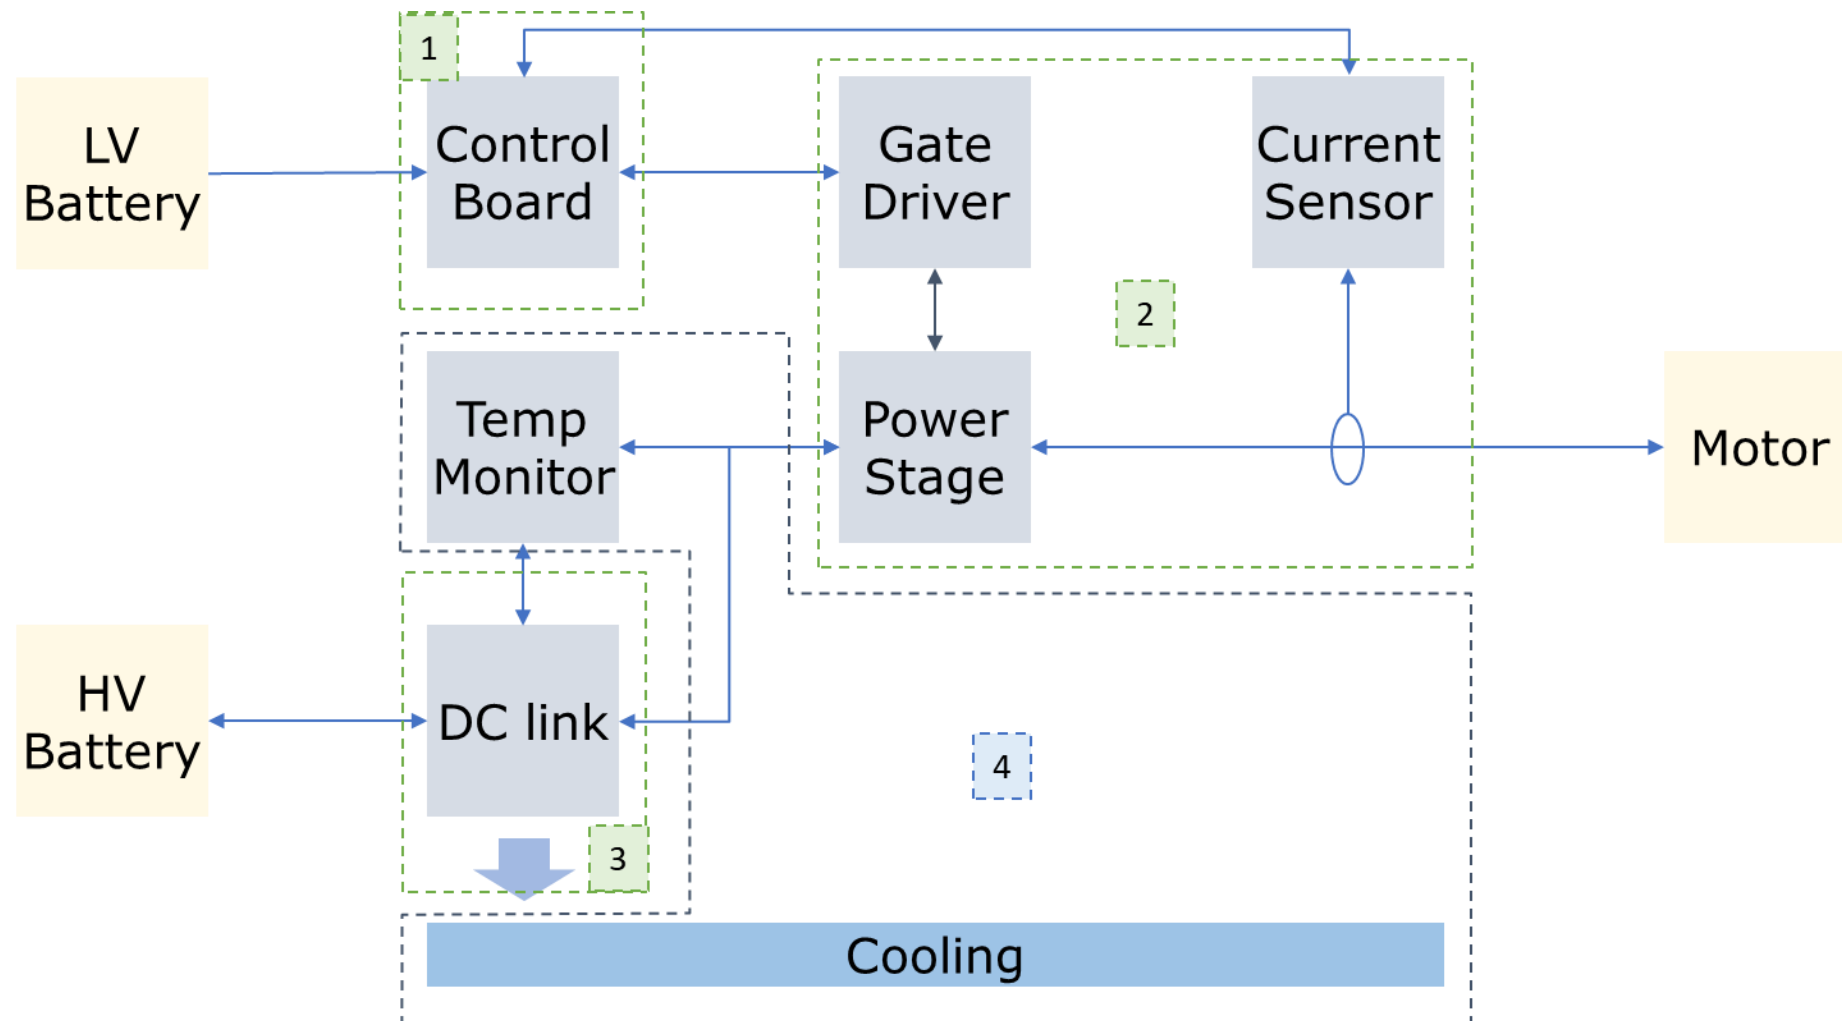 1
LV
Battery
Control
Board
Gate
Driver
Current
Sensor
2
Temp
Monitor
Power
Stage
Motor
HV
Battery
DC link
4
3
Cooling